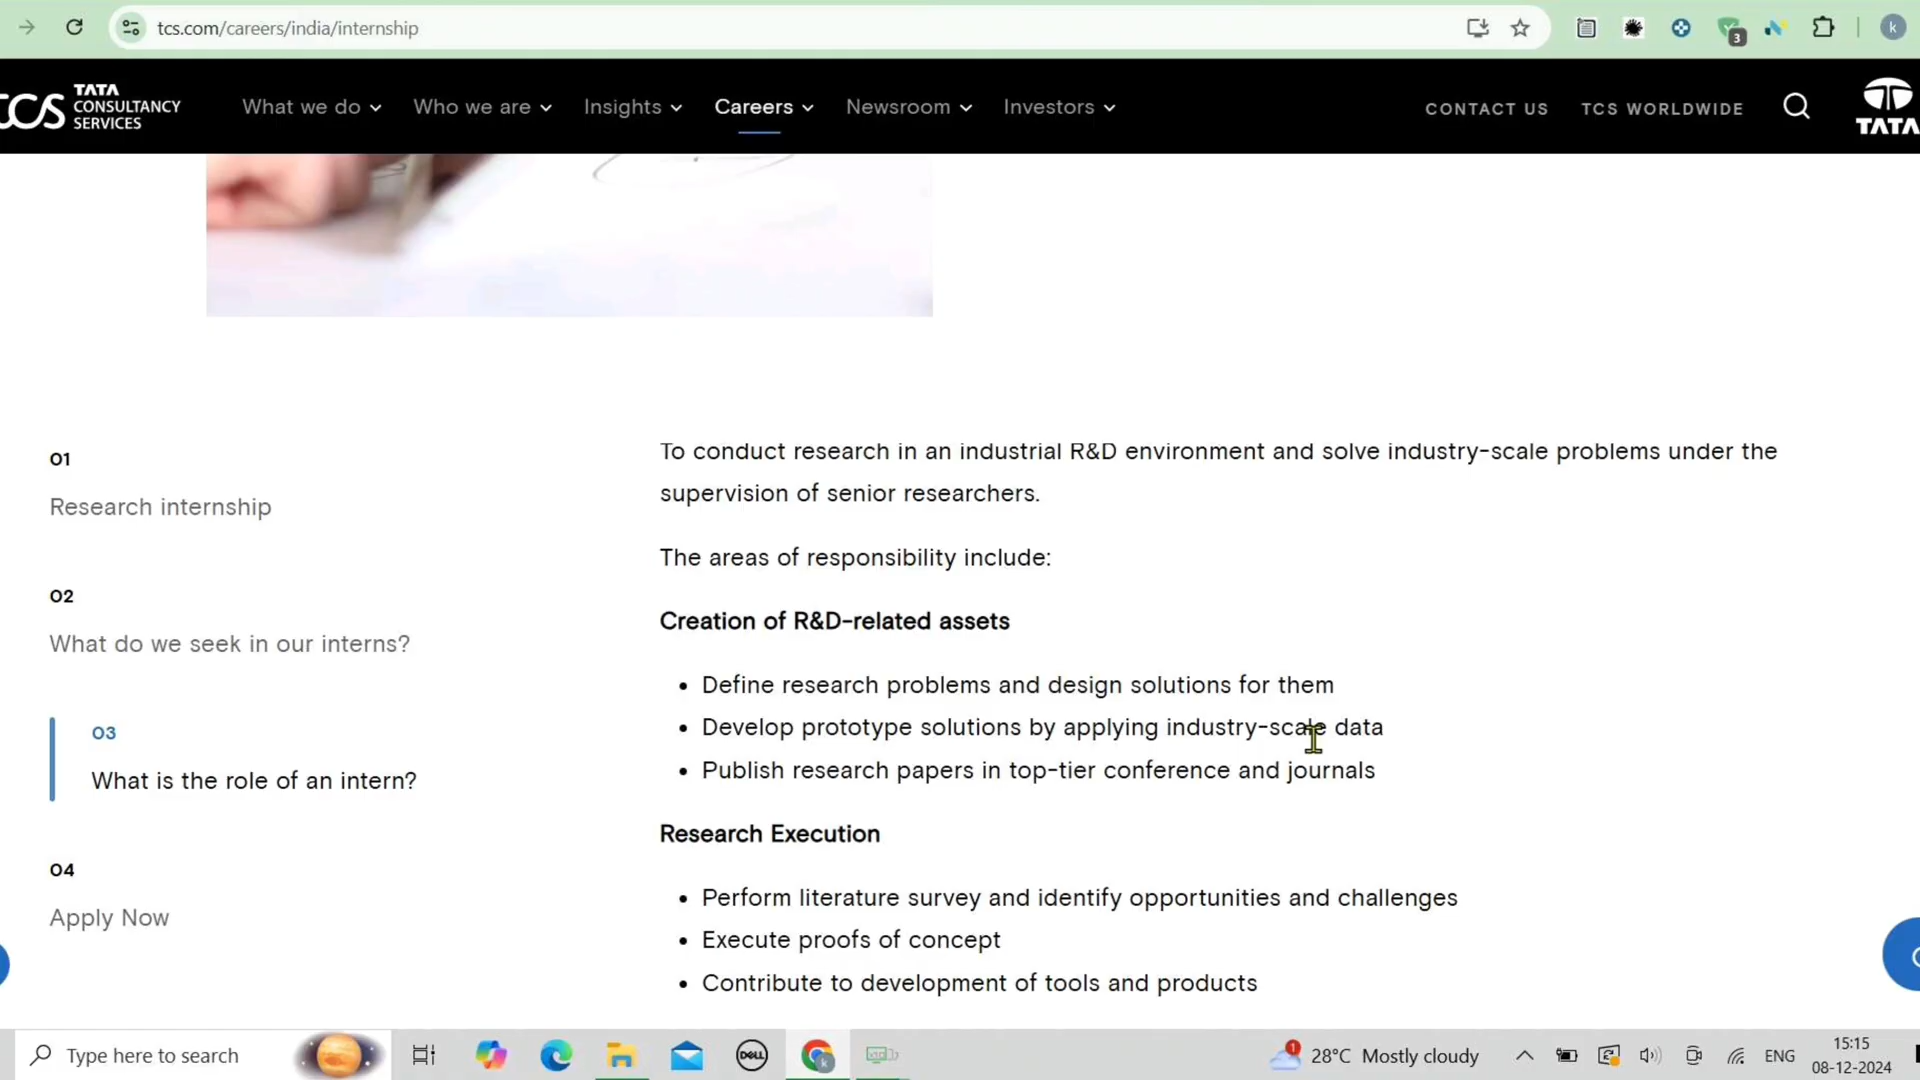 tcs.com/careers/india/internship
3
k
TATA
CONSULTANCY
SERVICES
What we do
Who we are
Insights
Careers
Newsroom
Investors
CONTACT US
TCS WORLDWIDE
TATA
01
Research internship
02
What do we seek in our interns?
03
What is the role of an intern?
04
Apply Now
To conduct research in an industrial R&D environment and solve industry-scale problems under the
supervision of senior researchers.
The areas of responsibility include:
Creation of R&D-related assets
• Define research problems and design solutions for them
• Develop prototype solutions by applying industry-scale data
• Publish research papers in top-tier conference and journals
Research Execution
• Perform literature survey and identify opportunities and challenges
• Execute proofs of concept
• Contribute to development of tools and products
Type here to search
DELL
k
1
28°C Mostly cloudy
ENG
15:15
08-12-2024